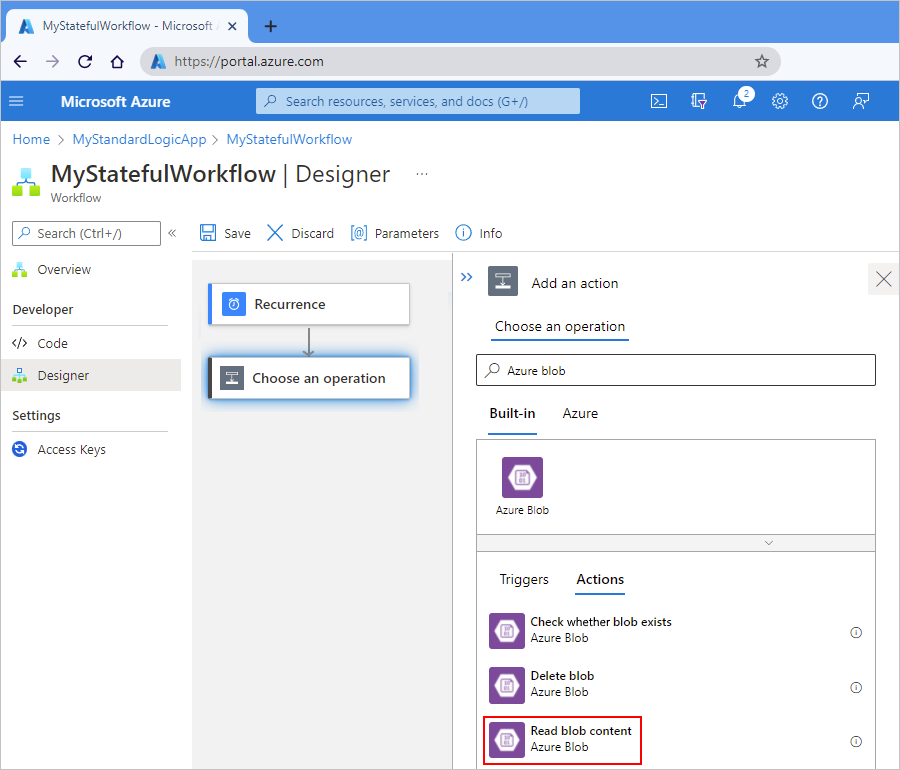 MyStatefulWorkflow - Microsoft
https://portal.azure.com
Microsoft Azure
Search resources, services, and docs (G+/)
2
Home > MyStandardLogicApp > MyStatefulWorkflow
MyStatefulWorkflow | Designer ...
Workflow
Search (Ctrl+/)
«
Save
Discard
Parameters
Info
Overview
Developer
Code
Designer
Settings
Access Keys
Recurrence
Choose an operation
Add an action
Choose an operation
Azure blob
Built-in
Azure
Azure Blob
Triggers
Actions
Check whether blob exists
Azure Blob
Delete blob
Azure Blob
Read blob content
Azure Blob